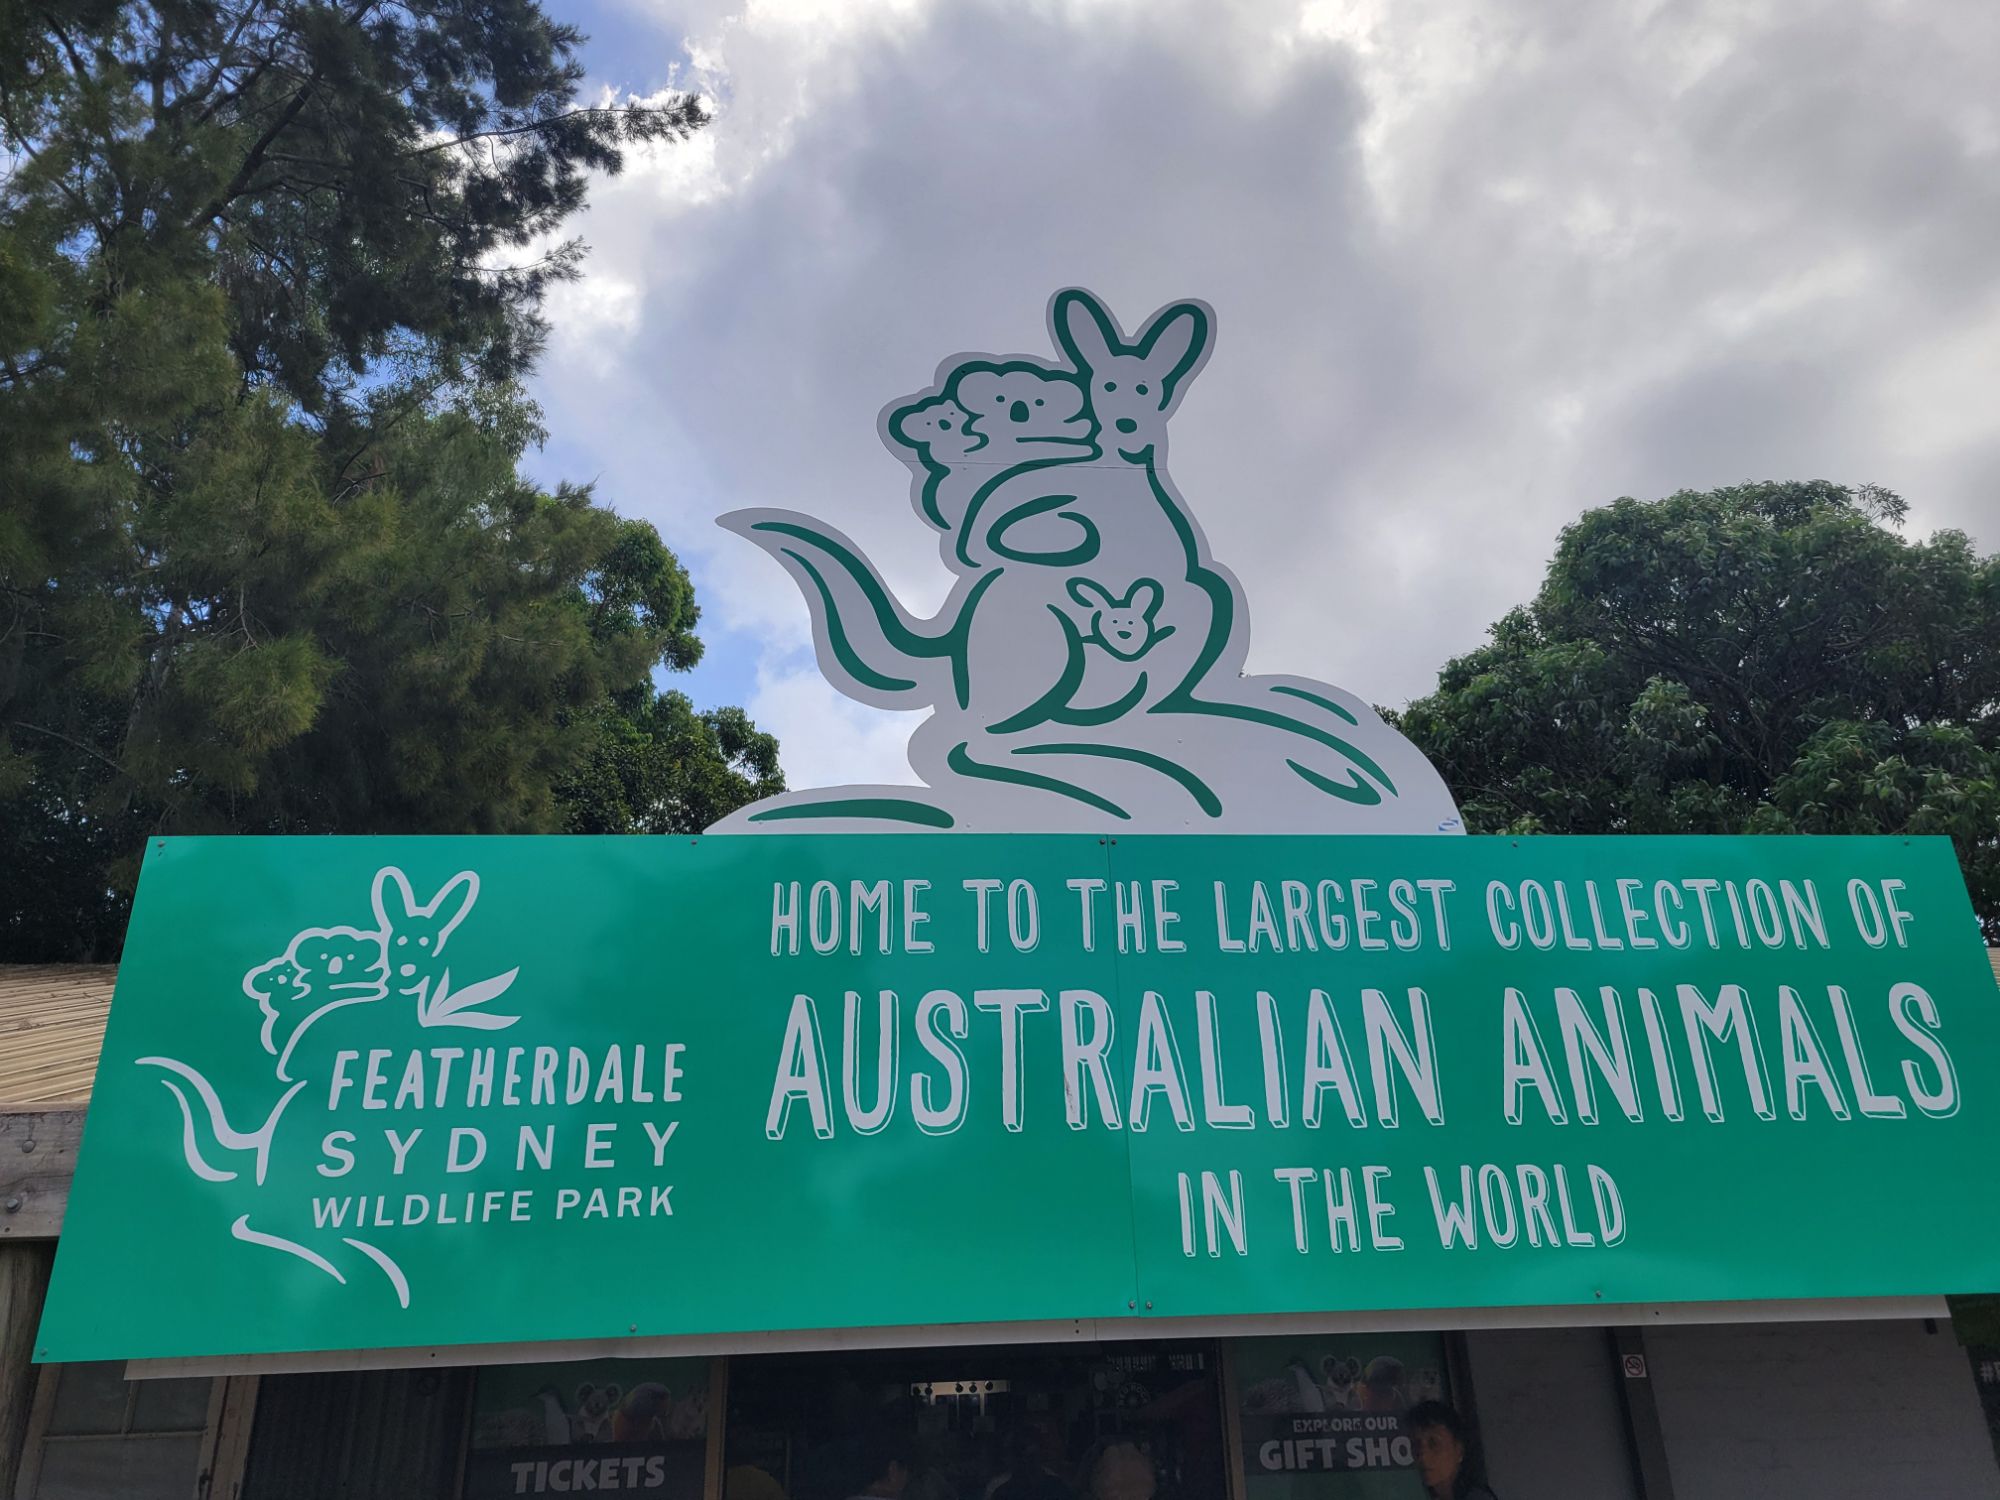 HOME TO THE LARGEST COLLECTION OF
AUSTRALIAN ANIMALS
IN THE WORLD
FEATHERDALE
SYDNEY
WILDLIFE PARK
TICKETS
EXPLORE OUR
GIFT SHO